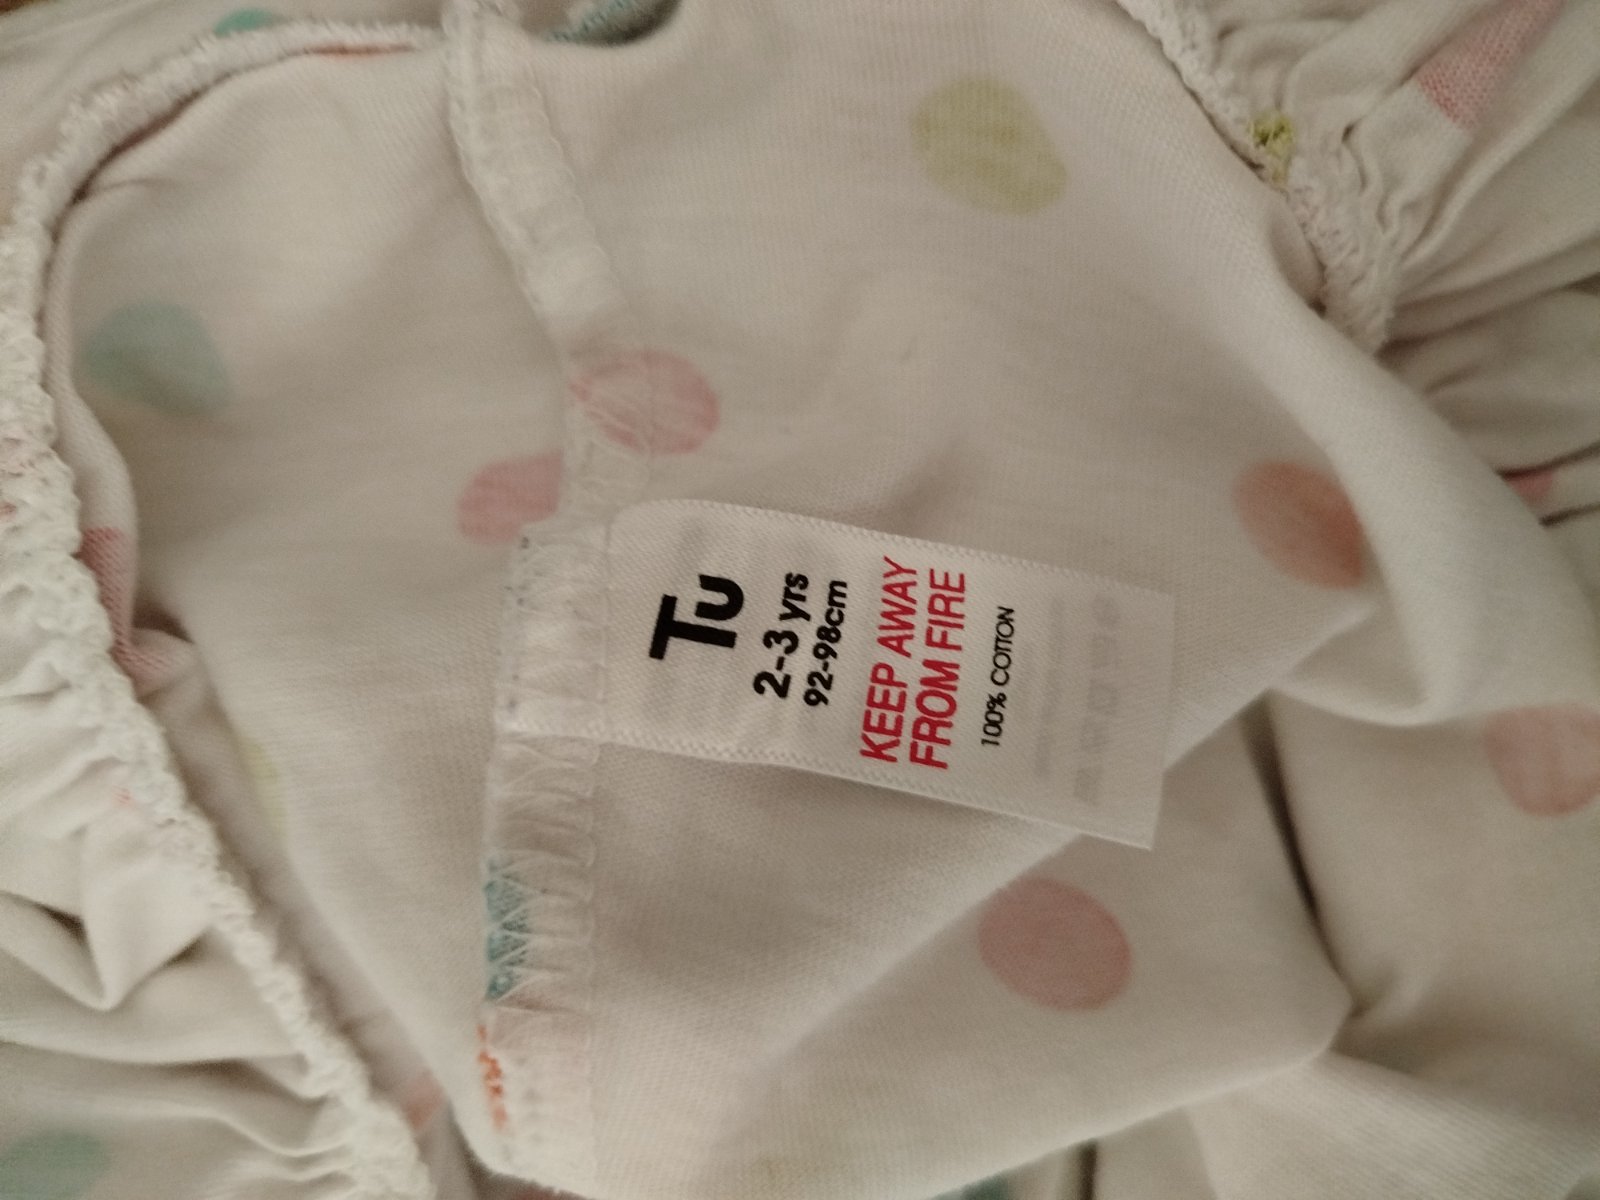 Tu
2-3 yrs
92-98cm
KEEP AWAY
FROM FIRE
100% COTTON